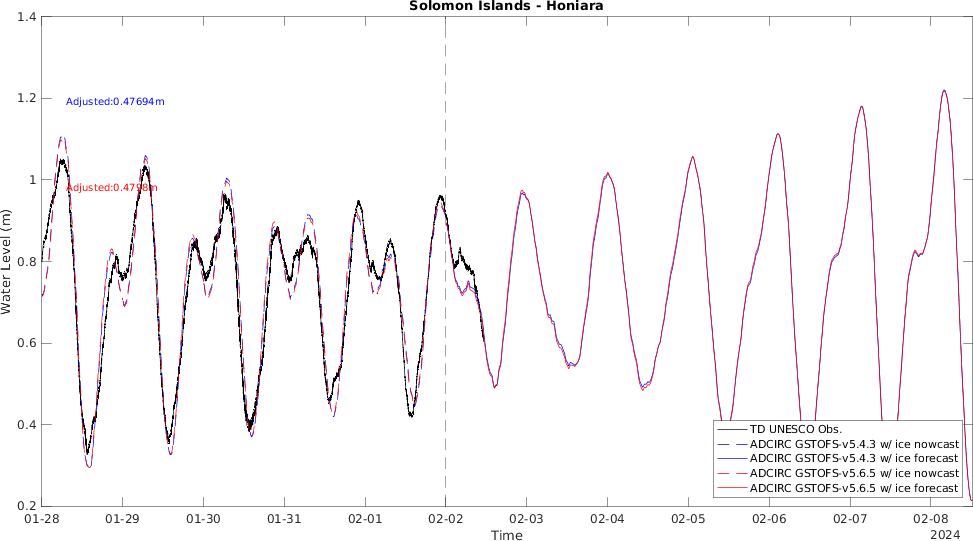 Solomon Islands - Honiara
1.4
1.2
1
0.8
0.6
0.4
0.2
Water Level (m)
Adjusted:0.47694m
Adjusted:0.4798m
TD UNESCO Obs.
ADCIRC GSTOFS-v5.4.3 w/ ice nowcast
ADCIRC GSTOFS-v5.4.3 w/ ice forecast
ADCIRC GSTOFS-v5.6.5 w/ ice nowcast
ADCIRC GSTOFS-v5.6.5 w/ ice forecast
01-28 01-29 01-30 01-31 02-01 02-02 02-03 02-04 02-05 02-06 02-07 02-08
Time
2024